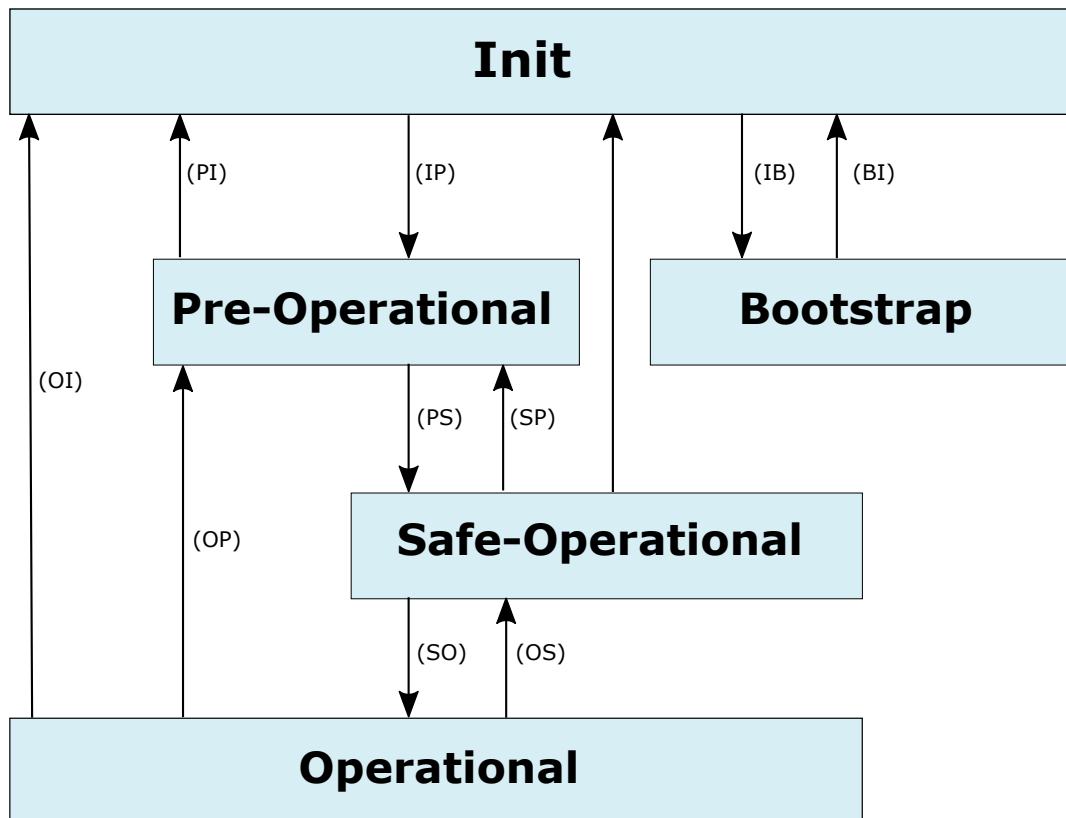 Init
(PI)
(IP)
(IB)
(BI)
Pre-Operational
Bootstrap
(OI)
(PS)
(SP)
(OP)
Safe-Operational
(SO)
(OS)
Operational